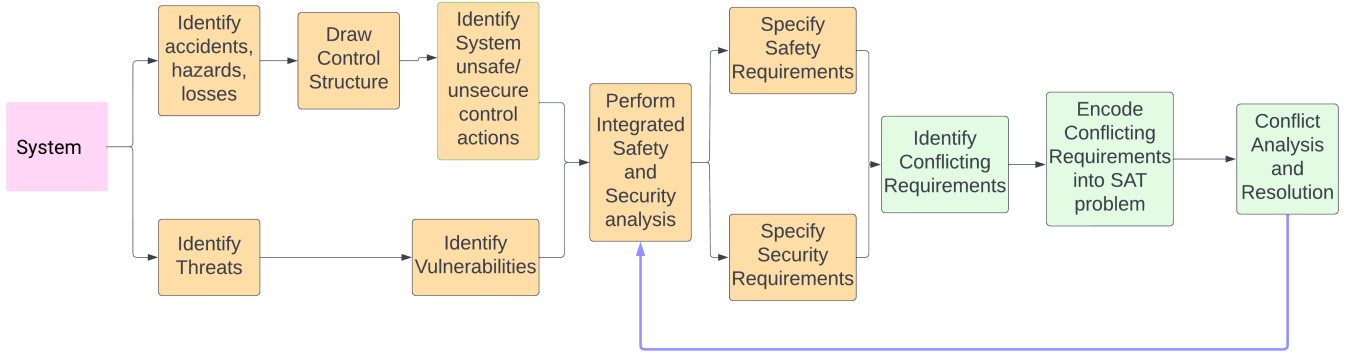 System
Identify
accidents,
hazards,
losses
Draw
Control
Structure
Identify
System
unsafe/
unsecure
control
actions
Identify
Threats
Identify
Vulnerabilities
Perform
Integrated
Safety
and
Security
analysis
Specify
Safety
Requirements
Specify
Security
Requirements
Identify
Conflicting
Requirements
Encode
Conflicting
Requirements
into SAT
problem
Conflict
Analysis
and
Resolution